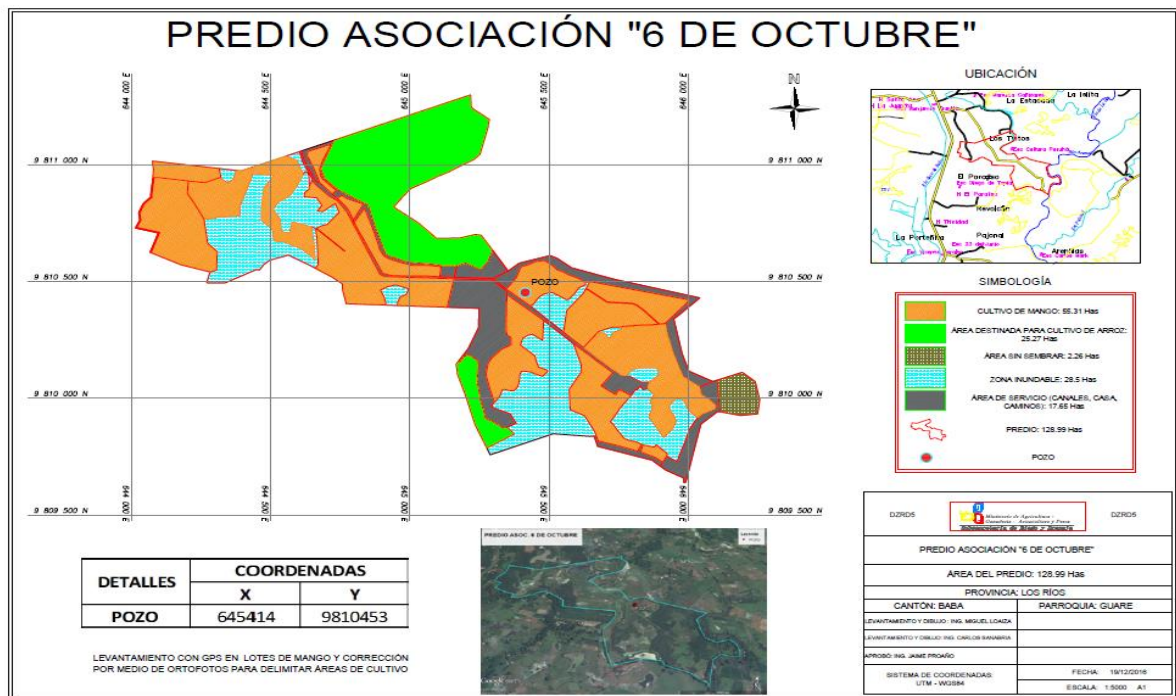 PREDIO ASOCIACIÓN "6 DE OCTUBRE"
644 000 E
644 500 E
645 000 E
645 500 E
646 000 E
N
9 811 000 N
9 811 000 N
9 810 500 N
9 810 500 N
9 810 000 N
9 810 000 N
9 809 500 N
9 809 500 N
POZO
644 000 E
644 500 E
645 000 E
645 500 E
646 000 E
UBICACIÓN
La Isilta
La Estacada
Los Tintos
El Paraiso
Pajonal
SIMBOLOGÍA
CULTIVO DE MANGO: 55.31 Has
ÁREA DESTINADA PARA CULTIVO DE ARROZ:
25.27 Has
ÁREA SIN SEMBRAR: 2.26 Has
ZONA INUNDABLE: 28.5 Has
ÁREA DE SERVICIO (CANALES, CASA,
CAMINOS): 17.65 Has
PREDIO: 128.99 Has
POZO
DETALLES
COORDENADAS
X Y
POZO 645414 9810453
LEVANTAMIENTO CON GPS EN LOTES DE MANGO Y CORRECCIÓN
POR MEDIO DE ORTOFOTOS PARA DELIMITAR ÁREAS DE CULTIVO
PREDIO ASOC. 6 DE OCTUBRE
DZRD5
Ministerio de Agricultura
Ganadería, Acuacultura y Pesca
DZRD5
PREDIO ASOCIACIÓN "6 DE OCTUBRE"
ÁREA DEL PREDIO: 128.99 Has
PROVINCIA: LOS RÍOS
CANTÓN: BABA PARROQUIA: GUARE
LEVANTAMIENTO Y DIBUJO: ING. MIGUEL LOAIZA
LEVANTAMIENTO Y DIBUJO: ING. CARLOS SANABRIA
APROBÓ: ING. JAIME PROAÑO
SISTEMA DE COORDENADAS:
UTM - WGS84
FECHA: 19/12/2016
ESCALA: 1:5000 A1